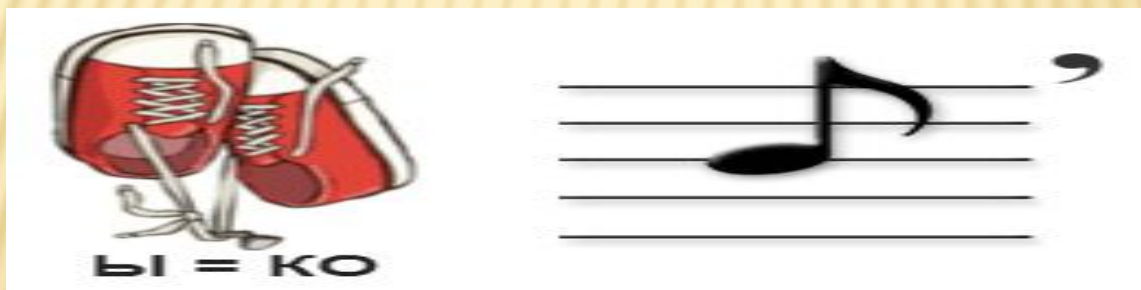 ,
ы = ко